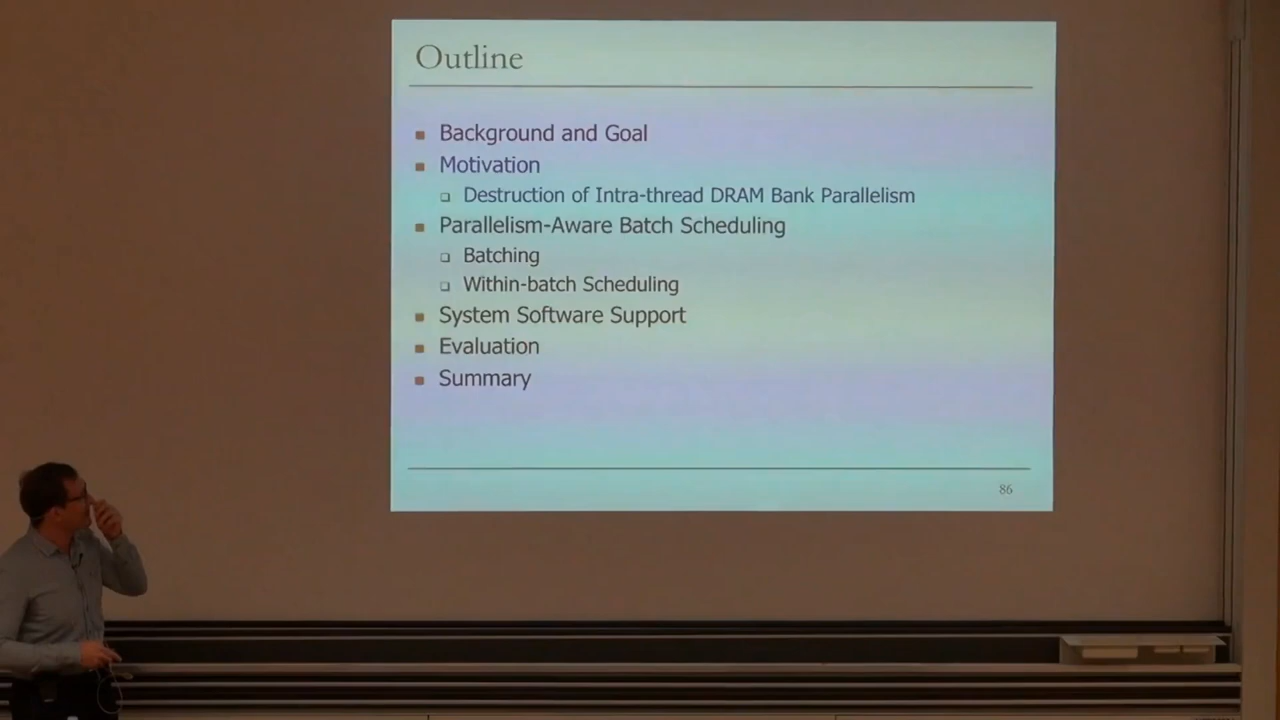 Outline
Background and Goal
Motivation
Destruction of Intra-thread DRAM Bank Parallelism
Parallelism-Aware Batch Scheduling
Batching
Within-batch Scheduling
System Software Support
Evaluation
Summary
86